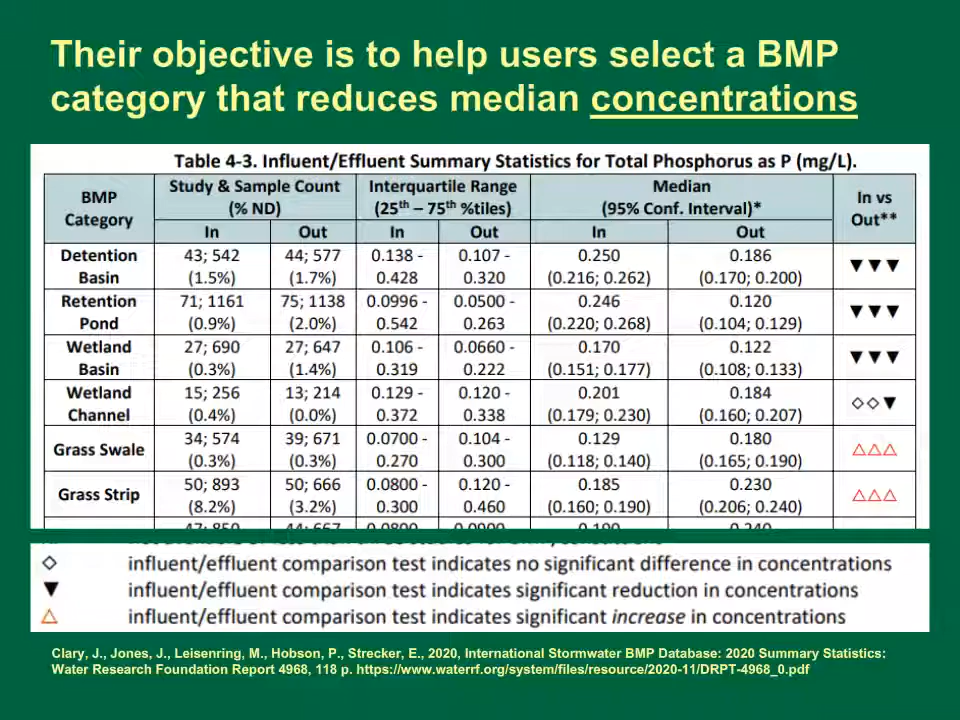 Their objective is to help users select a BMP
category that reduces median concentrations
Table 4-3. Influent/Effluent Summary Statistics for Total Phosphorus as P (mg/L).
BMP Category Study & Sample Count (% ND) Interquartile Range (25th – 75th %tiles) Median (95% Conf. Interval)* In vs Out**
In Out In Out In Out
Detention 43; 542 44; 577 0.138 - 0.107 - 0.250 0.186 ▼▼▼
Basin (1.5%) (1.7%) 0.428 0.320 (0.216; 0.262) (0.170; 0.200)
Retention 71; 1161 75; 1138 0.0996 - 0.0500 - 0.246 0.120 ▼▼▼
Pond (0.9%) (2.0%) 0.542 0.263 (0.220; 0.268) (0.104; 0.129)
Wetland 27; 690 27; 647 0.106 - 0.0660 - 0.170 0.122 ▼▼▼
Basin (0.3%) (1.4%) 0.319 0.222 (0.151; 0.177) (0.108; 0.133)
Wetland 15; 256 13; 214 0.129 - 0.120 - 0.201 0.184 ◇◇▼
Channel (0.4%) (0.0%) 0.372 0.338 (0.179; 0.230) (0.160; 0.207)
Grass Swale 34; 574 39; 671 0.0700 - 0.104 - 0.129 0.180 △△△
(0.3%) (0.3%) 0.270 0.300 (0.118; 0.140) (0.165; 0.190)
Grass Strip 50; 893 50; 666 0.0800 - 0.120 - 0.185 0.230 △△△
(8.2%) (3.2%) 0.300 0.460 (0.160; 0.190) (0.206; 0.240)
◇ influent/effluent comparison test indicates no significant difference in concentrations
▼ influent/effluent comparison test indicates significant reduction in concentrations
△ influent/effluent comparison test indicates significant increase in concentrations
Clary, J., Jones, J., Leisenring, M., Hobson, P., Strecker, E., 2020, International Stormwater BMP Database: 2020 Summary Statistics:
Water Research Foundation Report 4968, 118 p. https://www.waterrf.org/system/files/resource/2020-11/DRPT-4968_0.pdf